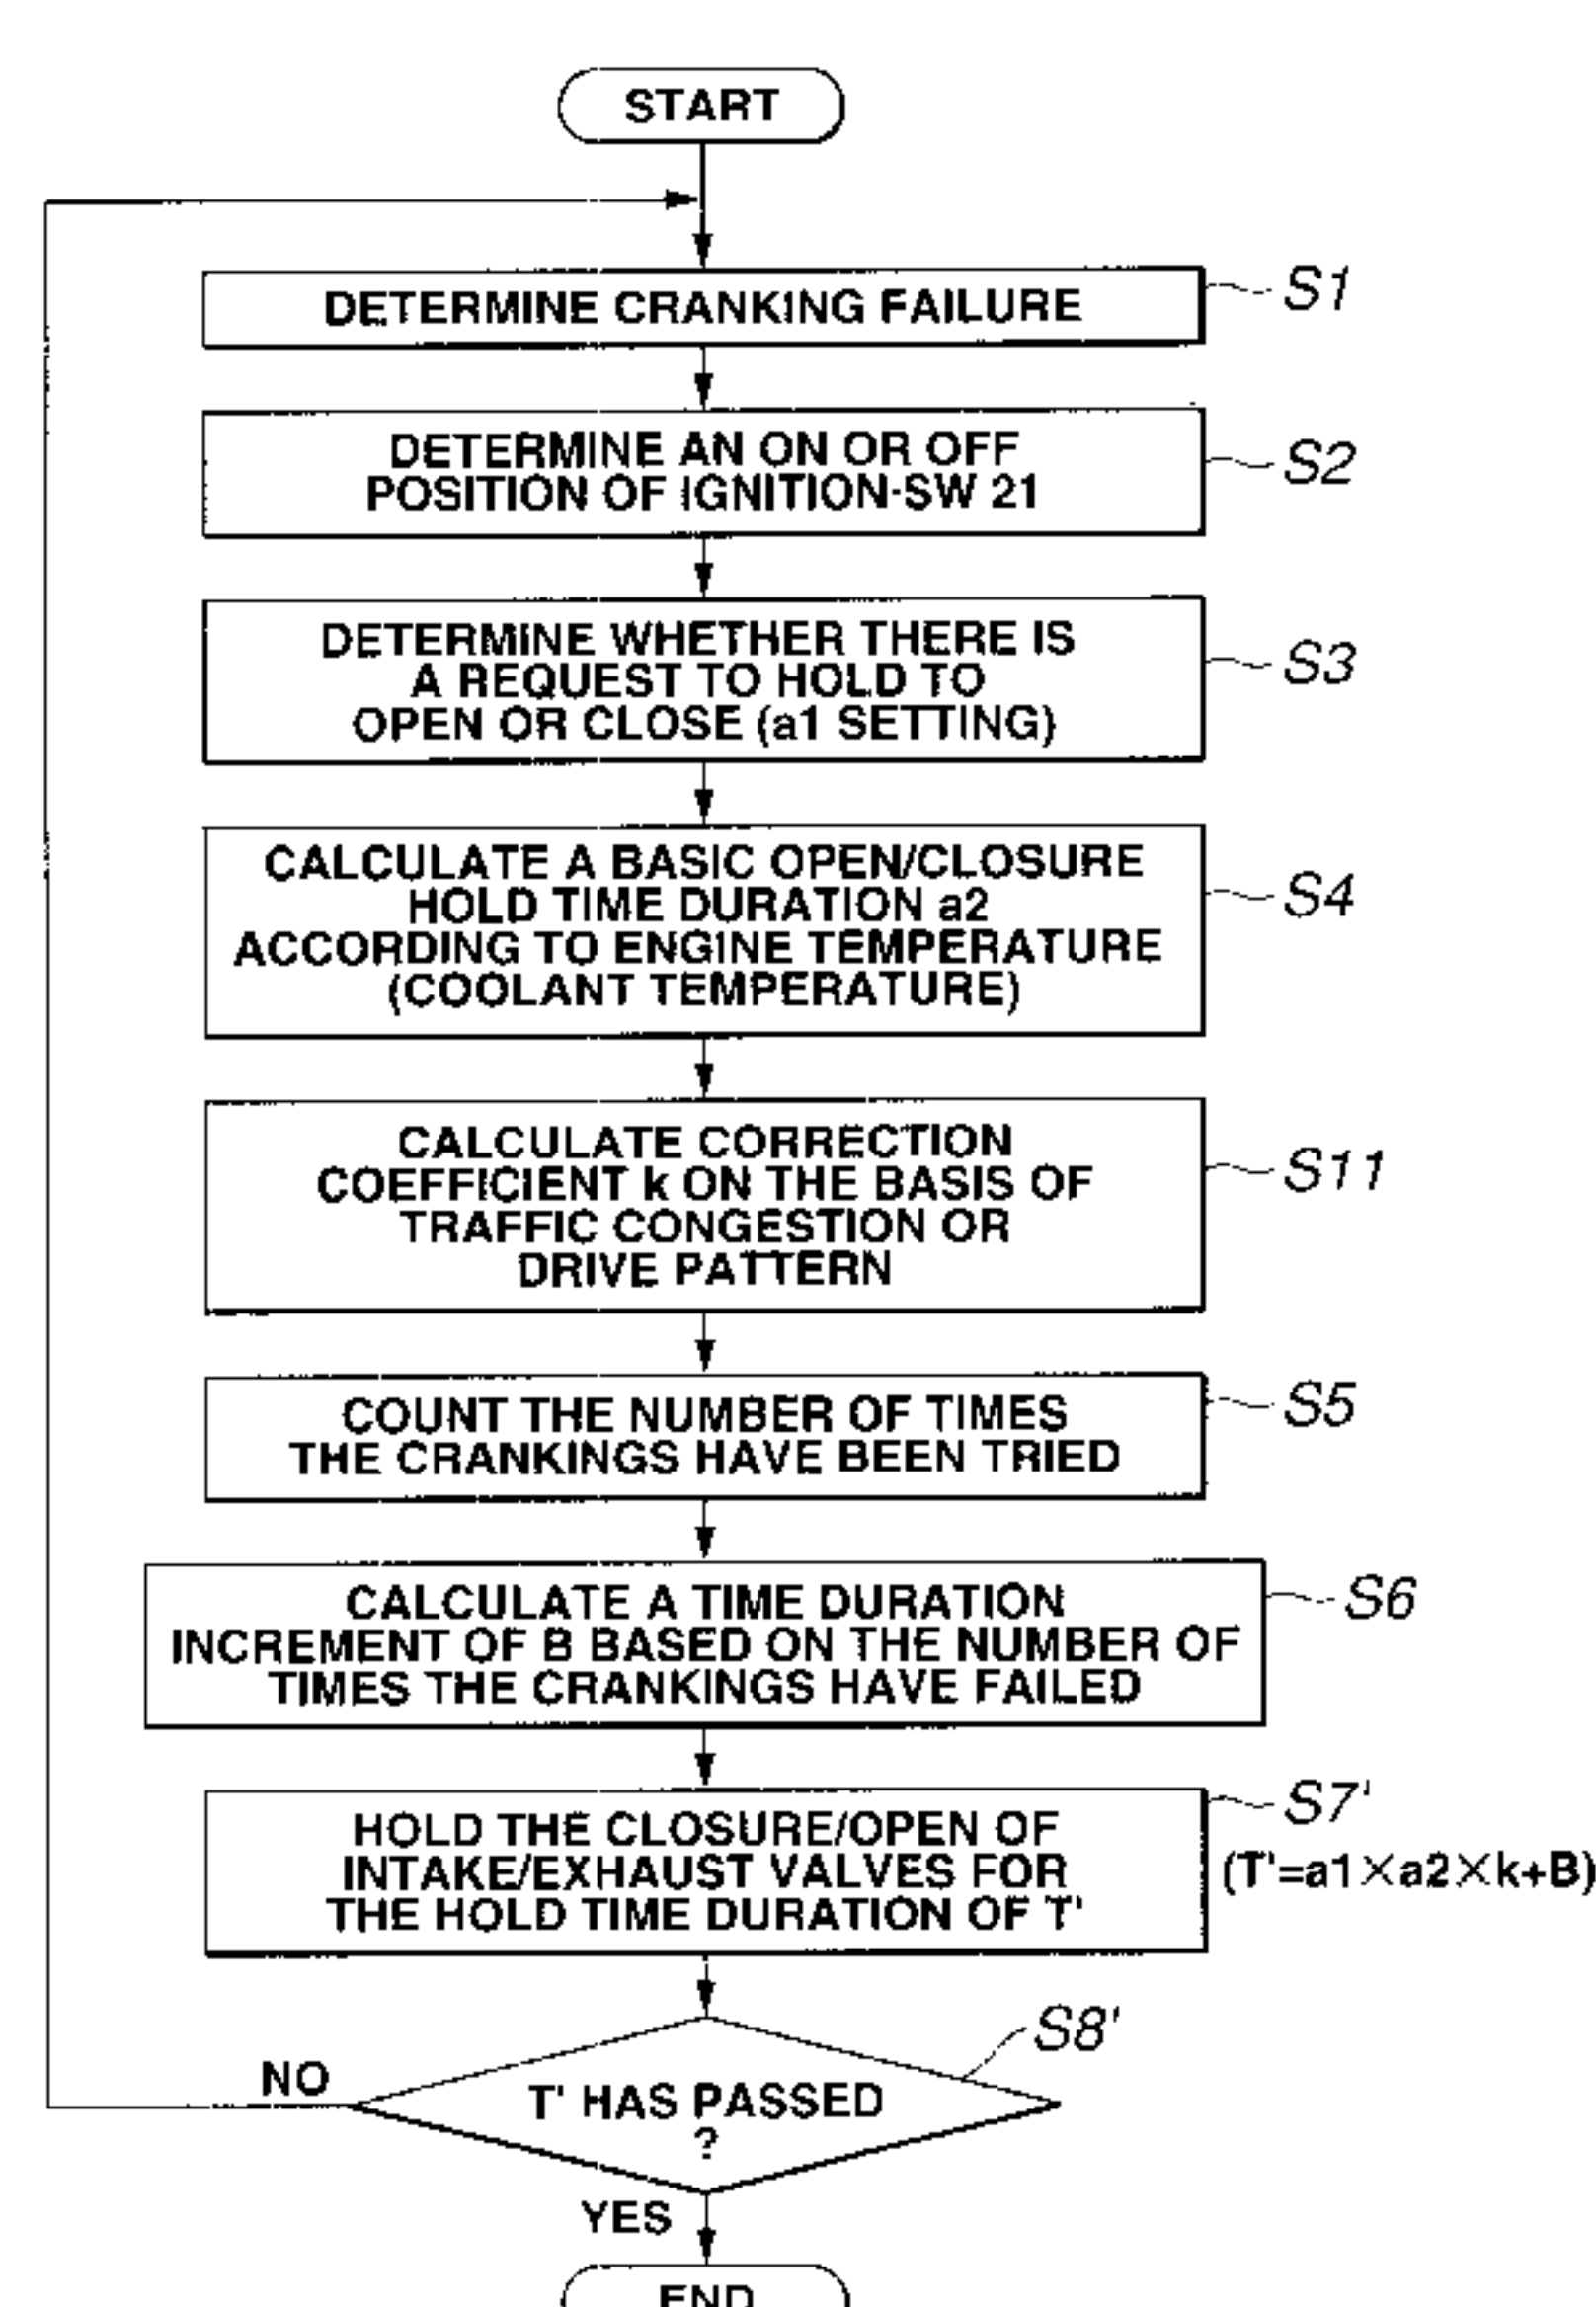 START
DETERMINE CRANKING FAILURE
S1
DETERMINE AN ON OR OFF
POSITION OF IGNITION-SW 21
S2
DETERMINE WHETHER THERE IS
A REQUEST TO HOLD TO
OPEN OR CLOSE (a1 SETTING)
S3
CALCULATE A BASIC OPEN/CLOSURE
HOLD TIME DURATION a2
ACCORDING TO ENGINE TEMPERATURE
(COOLANT TEMPERATURE)
S4
CALCULATE CORRECTION
COEFFICIENT k ON THE BASIS OF
TRAFFIC CONGESTION OR
DRIVE PATTERN
S11
COUNT THE NUMBER OF TIMES
THE CRANKINGS HAVE BEEN TRIED
S5
CALCULATE A TIME DURATION
INCREMENT OF B BASED ON THE NUMBER OF
TIMES THE CRANKINGS HAVE FAILED
S6
HOLD THE CLOSURE/OPEN OF
INTAKE/EXHAUST VALVES FOR
THE HOLD TIME DURATION OF T'
S7'
(T'=a1×a2×k+B)
S8'
NO
T' HAS PASSED
?
YES
END